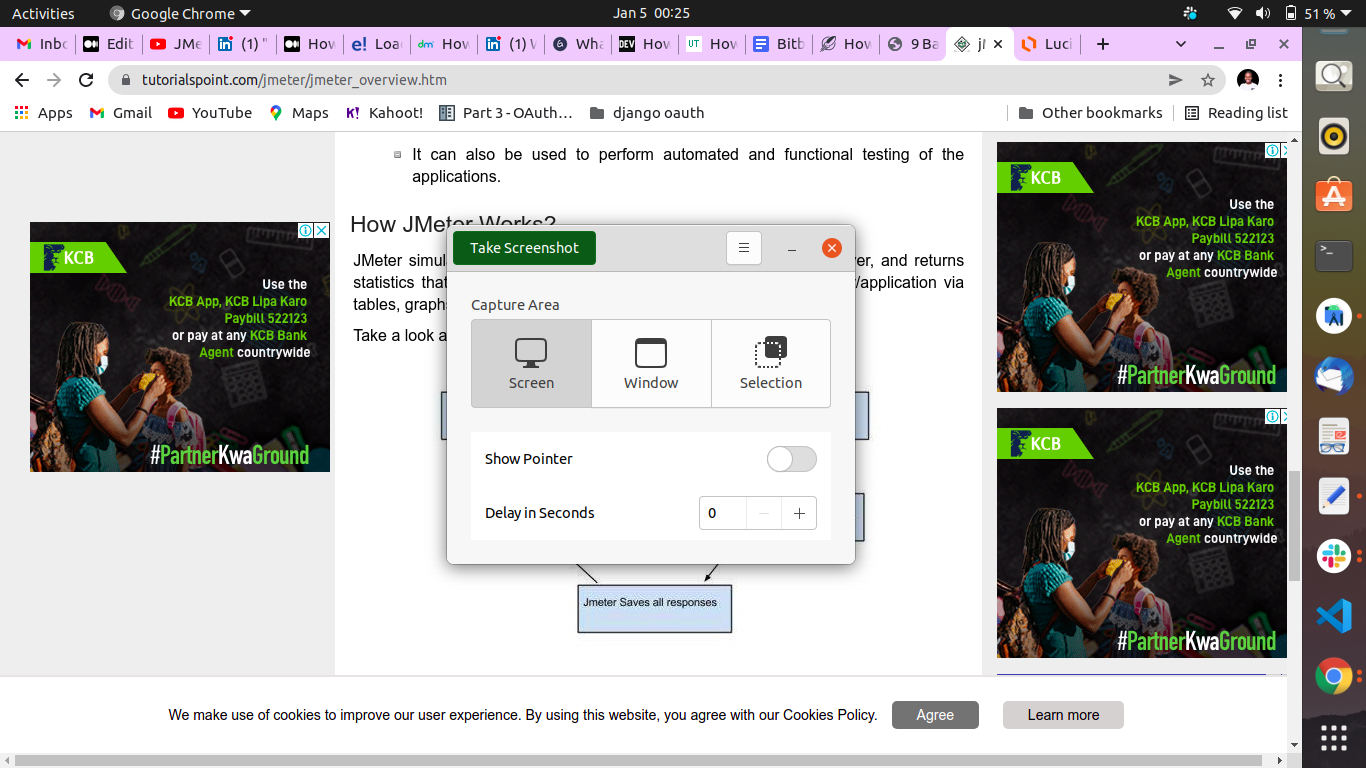 Activities
Google Chrome
Jan 5 00:25
51 %
Inbo
Edit
JMe
(1) "
How
e! Loa
dm How
(1) W
Wha
DEV How
UT How
Bitb
How
9 Ba
JM
Luci
tutorialspoint.com/jmeter/jmeter_overview.htm
Apps
Gmail
YouTube
Maps
K! Kahoot!
Part 3 - OAuth…
django oauth
Other bookmarks
Reading list
It can also be used to perform automated and functional testing of the
applications.
How JMeter Works?
JMeter simul
er, and returns
statistics that
/application via
tables, graphs
Take a look a
Take Screenshot
Capture Area
Screen
Window
Selection
Show Pointer
Delay in Seconds
0
Jmeter Saves all responses
KCB
Use the
KCB App, KCB Lipa Karo
Paybill 522123
or pay at any KCB Bank
Agent countrywide
#PartnerKwaGround
KCB
Use the
KCB App, KCB Lipa Karo
Paybill 522123
or pay at any KCB Bank
Agent countrywide
#PartnerKwaGround
KCB
Use the
KCB App, KCB Lipa Karo
Paybill 522123
or pay at any KCB Bank
Agent countrywide
#PartnerKwaGround
We make use of cookies to improve our user experience. By using this website, you agree with our Cookies Policy.
Agree
Learn more